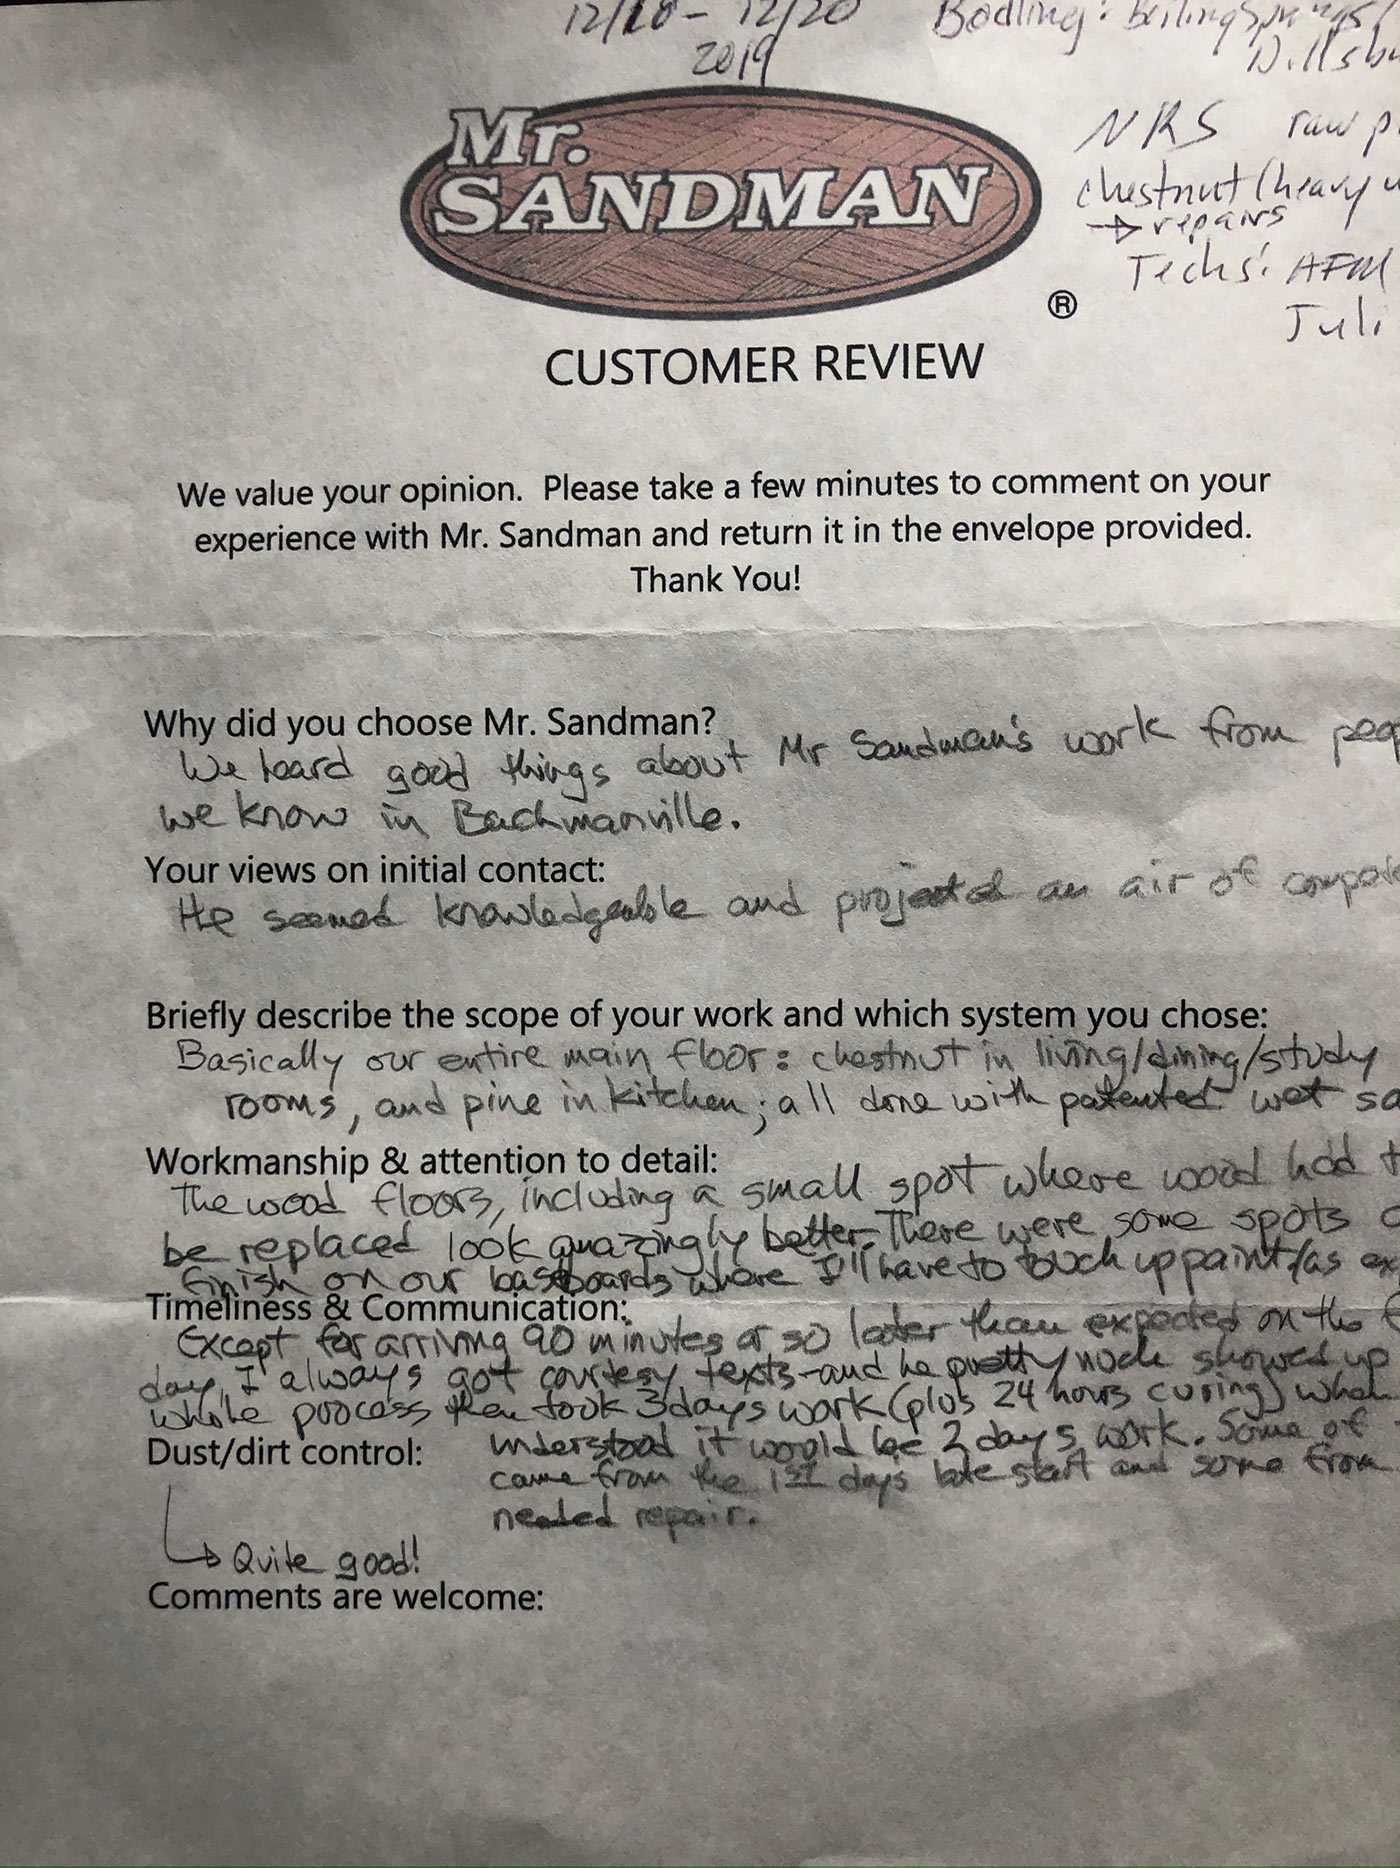 12/18 - 12/20
2019
Bodling: Boiling Springs/
NRS raw
chestnut (heavy
→ repairs
Techs: AFM
Juli
Mr.
SANDMAN
®
CUSTOMER REVIEW
We value your opinion. Please take a few minutes to comment on your
experience with Mr. Sandman and return it in the envelope provided.
Thank You!
Why did you choose Mr. Sandman?
We heard good things about Mr Sandman's work from
we know in Bachmanville.
Your views on initial contact:
He seemed knowledgeable and projected an air of
Briefly describe the scope of your work and which system you chose:
Basically our entire main floor: chestnut in living/dining/study
rooms, and pine in kitchen; all done with patented wet
Workmanship & attention to detail:
The wood floors, including a small spot where wood had
be replaced look amazingly better. There were some spots
finish on our baseboards where I'll have to touch up paint (as
Timeliness & Communication:
Except for arriving 90 minutes or so later than expected on the
day, I always got courtesy texts-and he pretty much showed up
whole process then took 3 days work (plus 24 hours curing)
understood it would be 2 days work. Some of
Dust/dirt control:
came from the 1st days late start and some from
needed repair.
→ Quite good!
Comments are welcome: